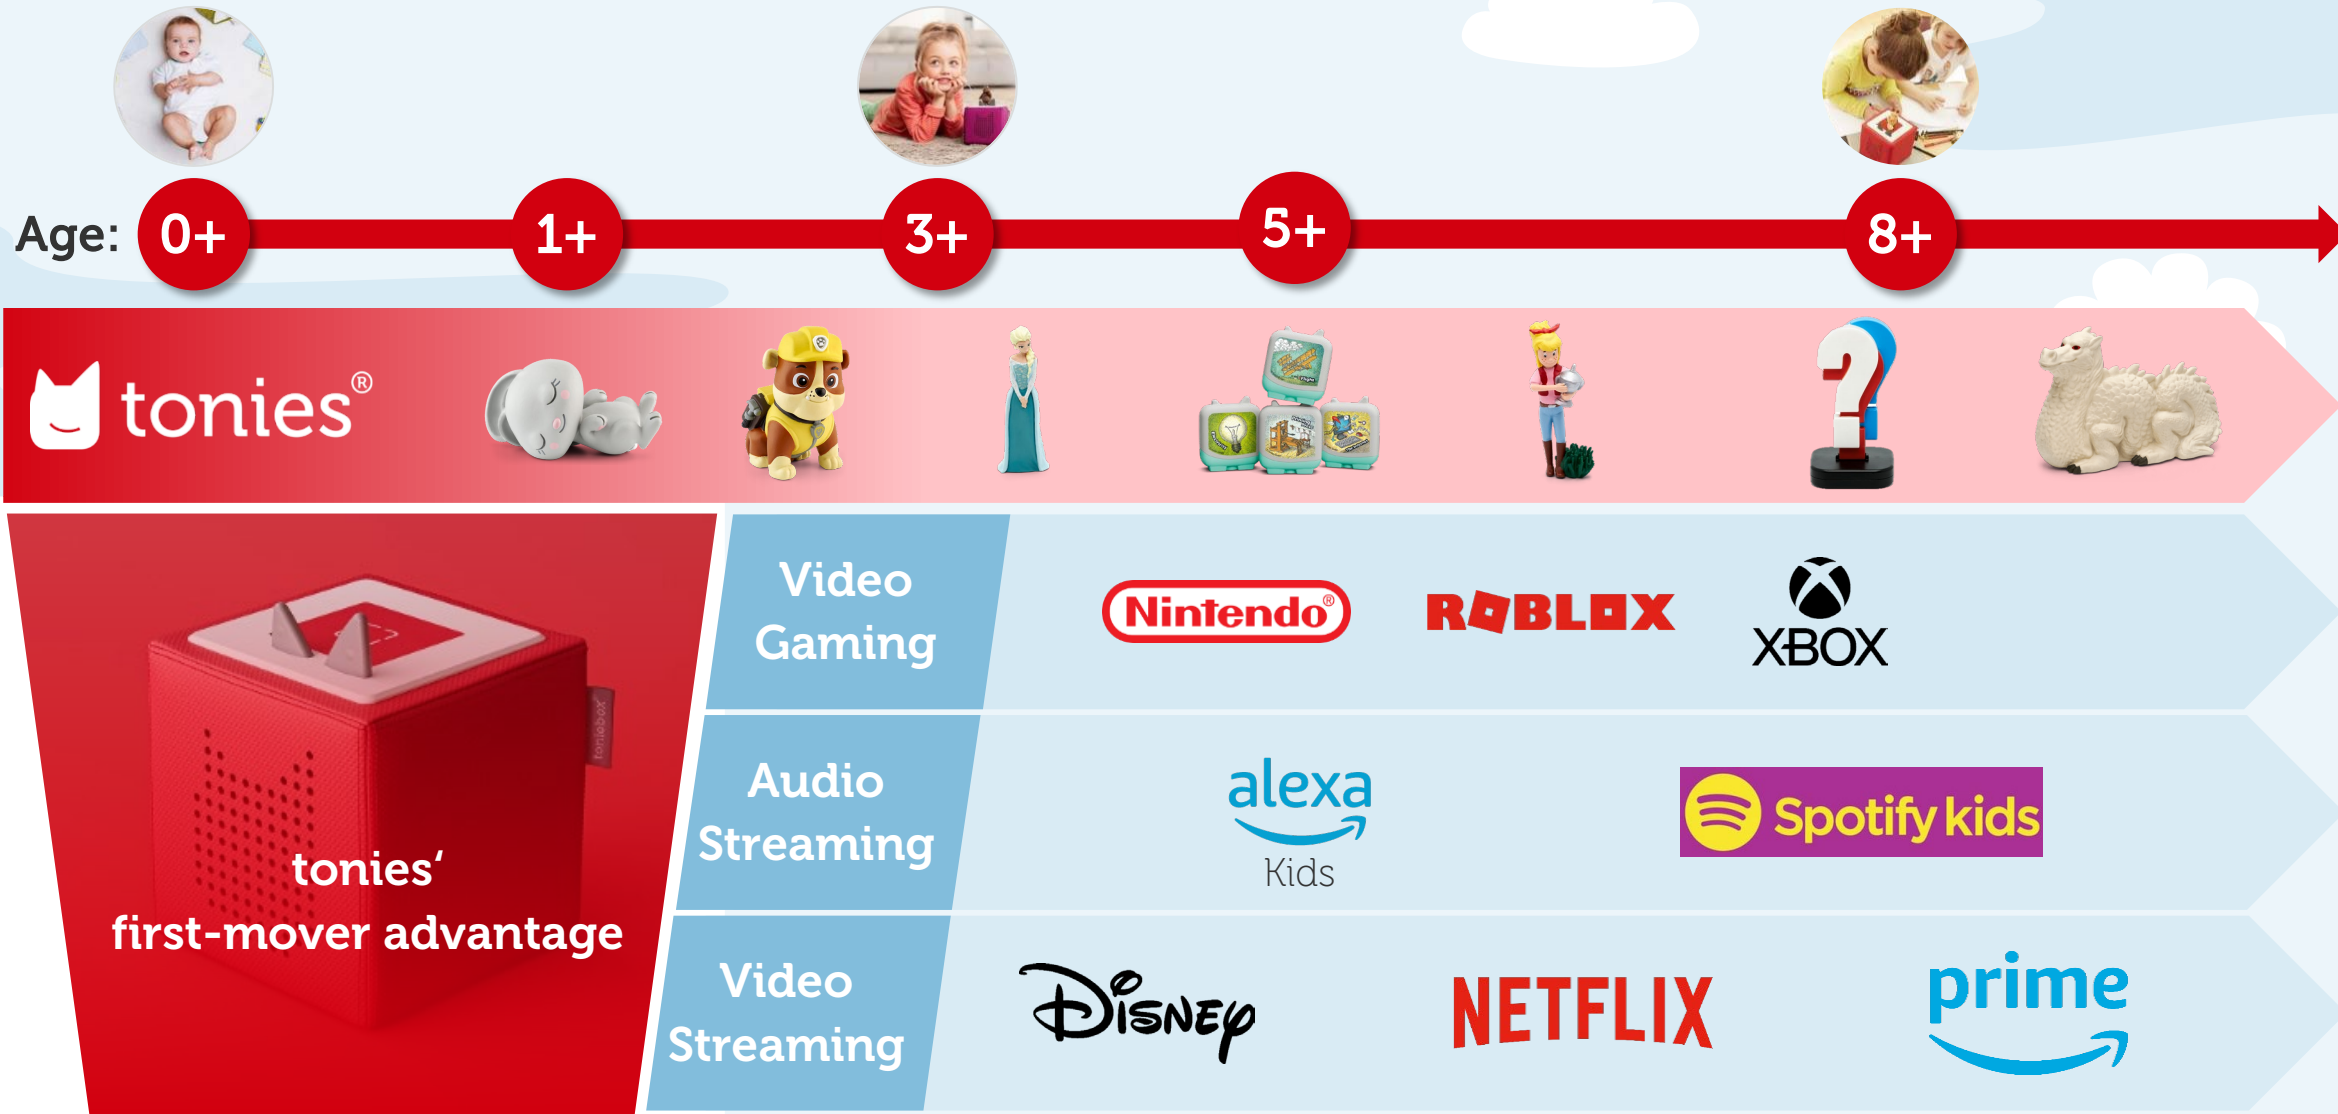 Age: 0+ 1+ 3+ 5+ 8+
tonies®
toniebox
tonies‘
first-mover advantage
Video
Gaming
Nintendo®
ROBLOX
XBOX
Audio
Streaming
alexa
Kids
Spotify kids
Video
Streaming
Disney
NETFLIX
prime